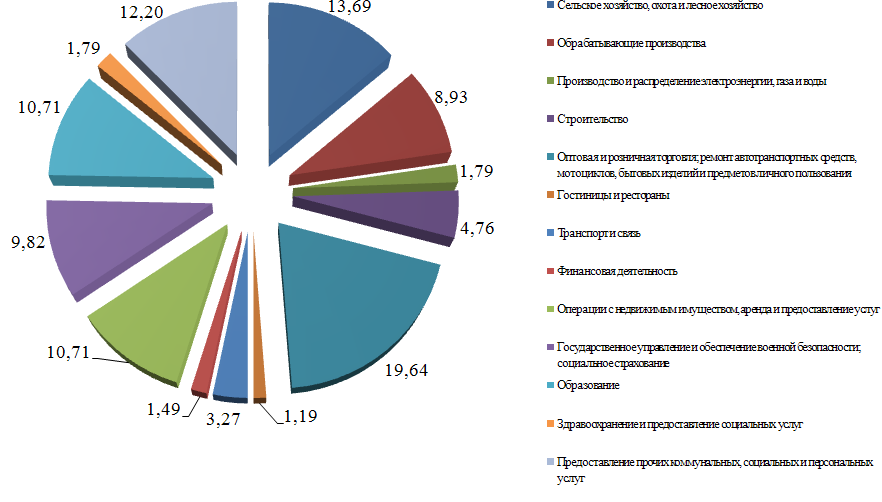 13,69
8,93
1,79
4,76
19,64
1,19
3,27
1,49
10,71
9,82
10,71
1,79
12,20
Сельское хозяйство, охота и лесное хозяйство
Обрабатывающие производства
Производство и распределение электроэнергии, газа и воды
Строительство
Оптовая и розничная торговля; ремонт автотранспортных средств,
мотоциклов, бытовых изделий и предметов личного пользования
Гостиницы и рестораны
Транспорт и связь
Финансовая деятельность
Операции с недвижимым имуществом, аренда и предоставление услуг
Государственное управление и обеспечение военной безопасности;
социальное страхование
Образование
Здравоохранение и предоставление социальных услуг
Предоставление прочих коммунальных, социальных и персональных
услуг